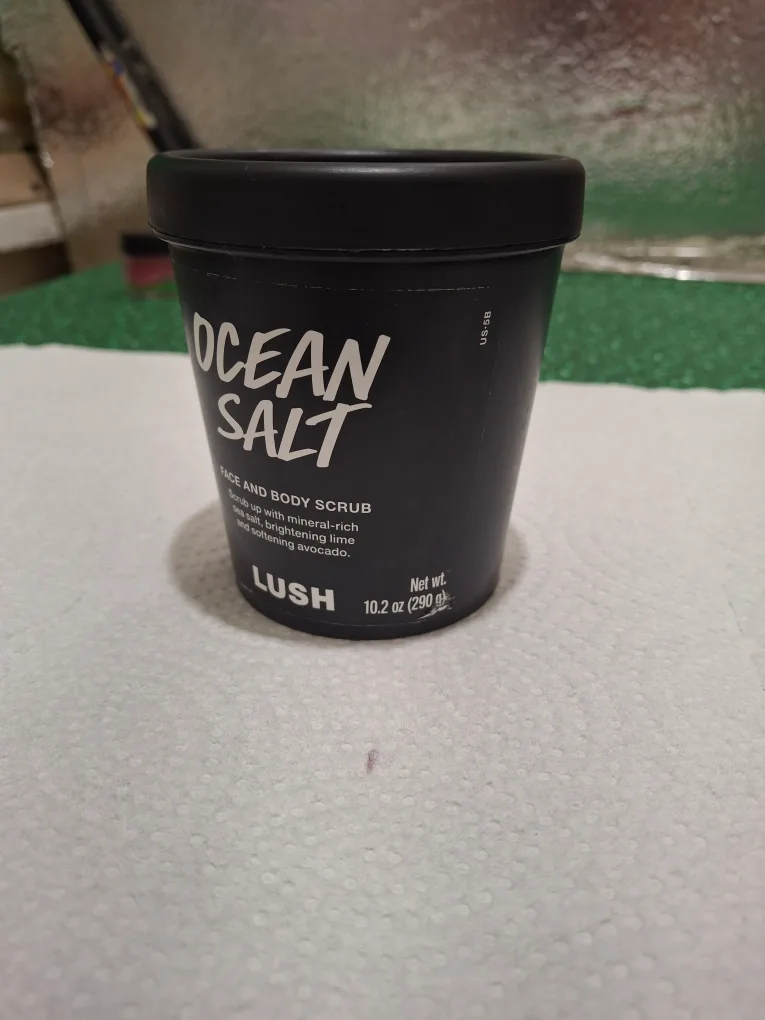 OCEAN
SALT
FACE AND BODY SCRUB
Scrub up with mineral-rich
sea salt, brightening lime
and softening avocado.
LUSH
Net wt.
10.2 oz (290 g)
US-5B